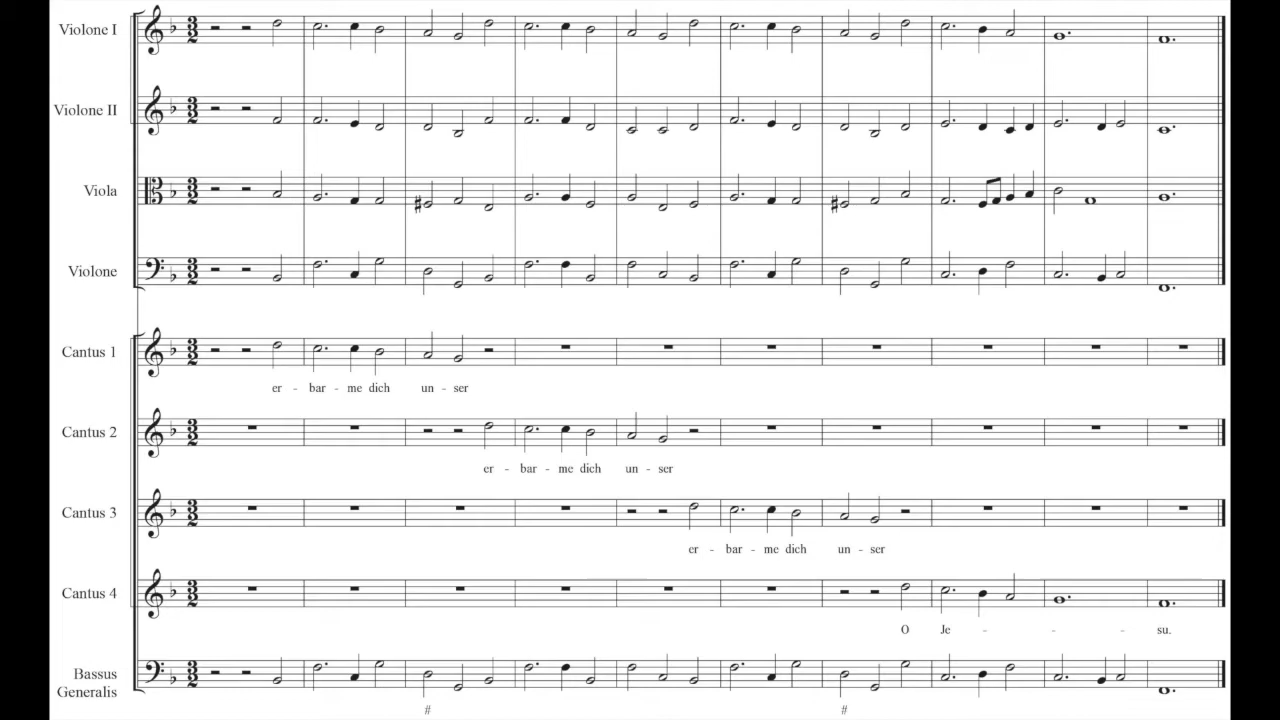 Violone I
Violone II
Viola
Violone
Cantus 1
er - bar - me dich un - ser
Cantus 2
er - bar - me dich un - ser
Cantus 3
er - bar - me dich un - ser
Cantus 4
O Je - - - su.
Bassus
Generalis